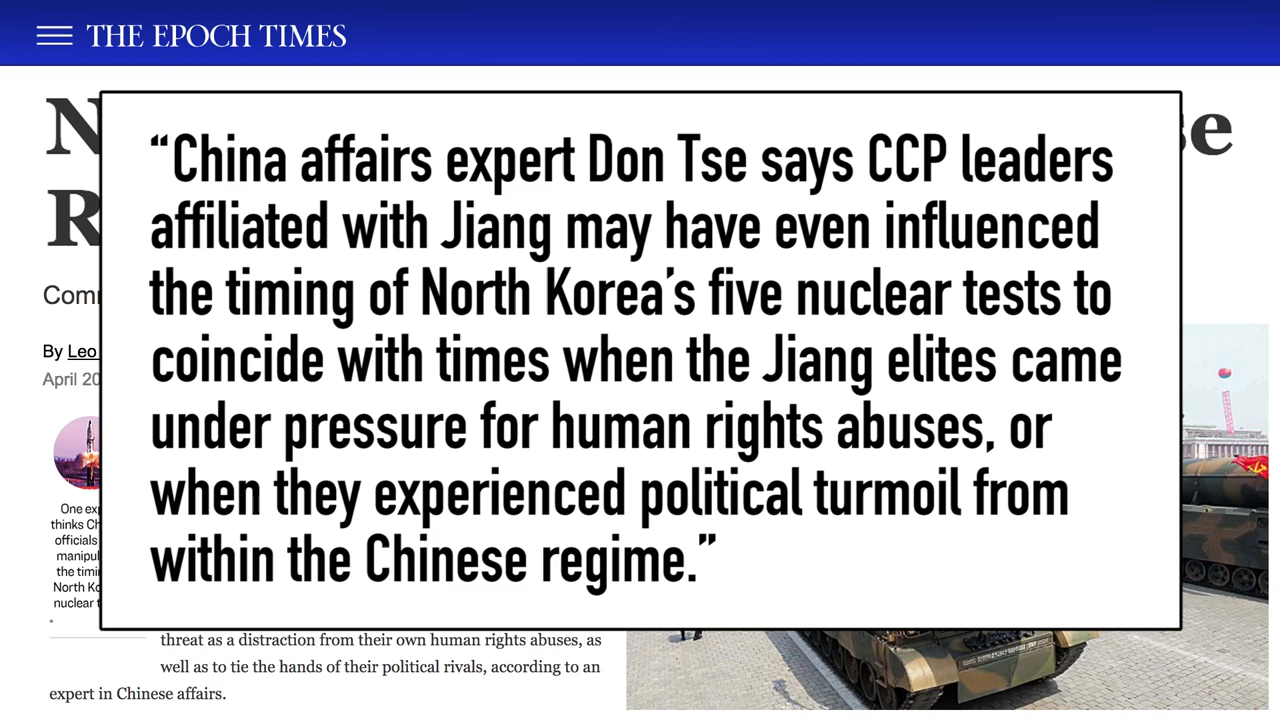 THE EPOCH TIMES
“China affairs expert Don Tse says CCP leaders
affiliated with Jiang may have even influenced
the timing of North Korea’s five nuclear tests to
coincide with times when the Jiang elites came
under pressure for human rights abuses, or
when they experienced political turmoil from
within the Chinese regime.”
By Leo
April 20
One
thinks
officials
the
North
nuclear
*
threat as a distraction from their own human rights abuses, as
well as to tie the hands of their political rivals, according to an
expert in Chinese affairs.